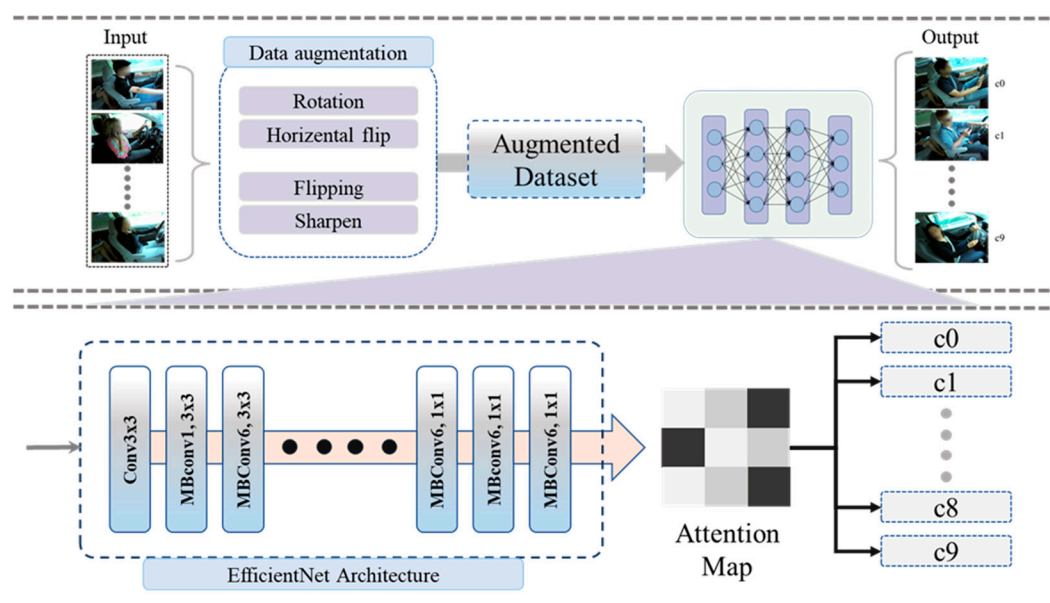 Input
Data augmentation
Rotation
Horizental flip
Flipping
Sharpen
Augmented
Dataset
Output
c0
c1
c9
Conv3x3
MBconv1, 3x3
MBConv6, 3x3
MBConv6, 1x1
MBconv6, 1x1
MBConv6, 1x1
EfficientNet Architecture
Attention
Map
c0
c1
c8
c9